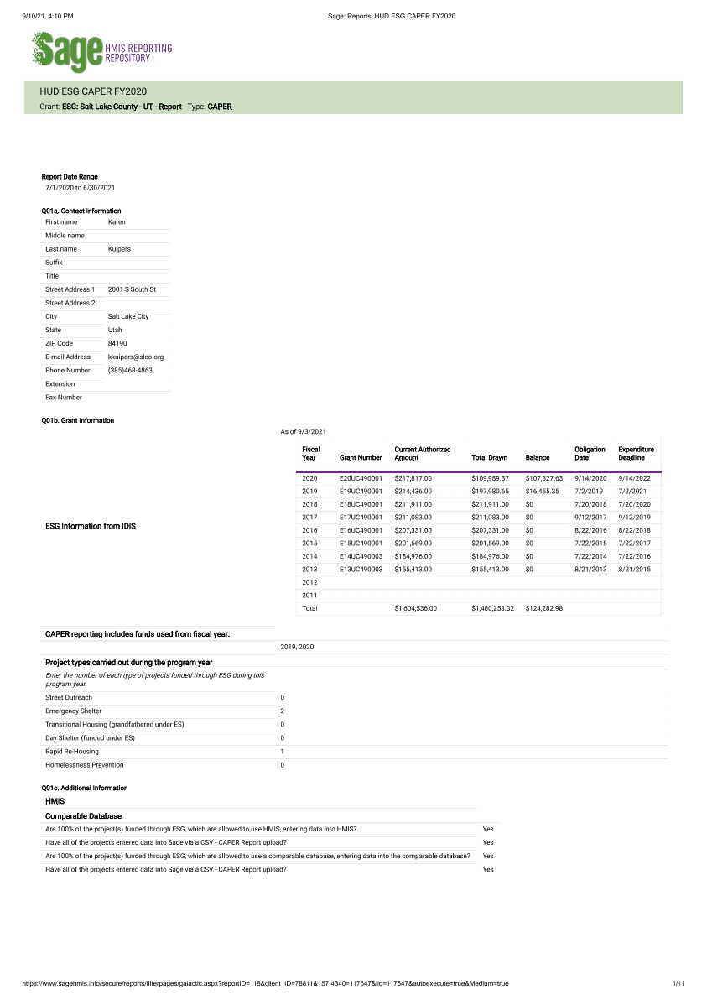 9/10/21, 4:10 PM Sage: Reports: HUD ESG CAPER FY2020
Sage HMIS REPORTING
REPOSITORY
HUD ESG CAPER FY2020
Grant: ESG: Salt Lake County - UT - Report Type: CAPER
Report Date Range
7/1/2020 to 6/30/2021
Q01a. Contact Information
First name Karen
Middle name
Last name Kuipers
Suffix
Title
Street Address 1 2001 S South St
Street Address 2
City Salt Lake City
State Utah
ZIP Code 84190
E-mail Address kkuipers@slco.org
Phone Number (385)468-4863
Extension
Fax Number
Q01b. Grant Information
As of 9/3/2021
Fiscal Year Grant Number Current Authorized Amount Total Drawn Balance Obligation Date Expenditure Deadline
2020 E20UC490001 $217,817.00 $109,989.37 $107,827.63 9/14/2020 9/14/2022
2019 E19UC490001 $214,436.00 $197,980.65 $16,455.35 7/2/2019 7/2/2021
2018 E18UC490001 $211,911.00 $211,911.00 $0 7/20/2018 7/20/2020
2017 E17UC490001 $211,083.00 $211,083.00 $0 9/12/2017 9/12/2019
2016 E16UC490001 $207,331.00 $207,331.00 $0 8/22/2016 8/22/2018
ESG Information from IDIS
2015 E15UC490001 $201,569.00 $201,569.00 $0 7/22/2015 7/22/2017
2014 E14UC490003 $184,976.00 $184,976.00 $0 7/22/2014 7/22/2016
2013 E13UC490003 $155,413.00 $155,413.00 $0 8/21/2013 8/21/2015
2012
2011
Total $1,604,536.00 $1,480,253.02 $124,282.98
CAPER reporting includes funds used from fiscal year:
2019, 2020
Project types carried out during the program year
Enter the number of each type of projects funded through ESG during this
program year.
Street Outreach 0
Emergency Shelter 2
Transitional Housing (grandfathered under ES) 0
Day Shelter (funded under ES) 0
Rapid Re-Housing 1
Homelessness Prevention 0
Q01c. Additional Information
HMIS
Comparable Database
Are 100% of the project(s) funded through ESG, which are allowed to use HMIS, entering data into HMIS? Yes
Have all of the projects entered data into Sage via a CSV - CAPER Report upload? Yes
Are 100% of the project(s) funded through ESG, which are allowed to use a comparable database, entering data into the comparable database? Yes
Have all of the projects entered data into Sage via a CSV - CAPER Report upload? Yes
https://www.sagehmis.info/secure/reports/filterpages/galactic.aspx?reportID=118&client_ID=78811&157.4340=117647&iid=117647&autoexecute=true&Medium=true 1/11